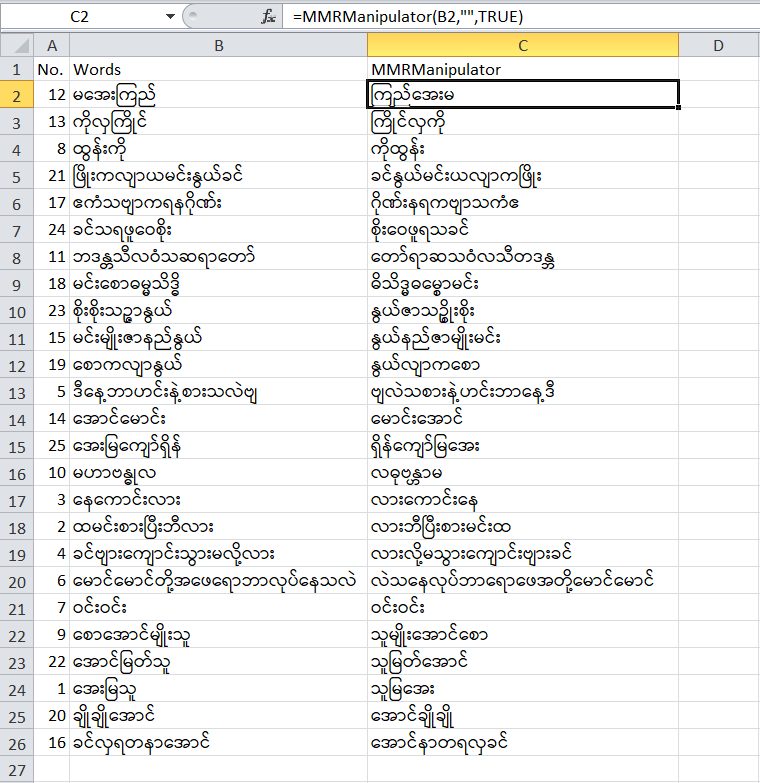 C2 fx =MMRManipulator(B2,"",TRUE)
A B C D
1 No. Words MMRManipulator
2 12 မအေးကြည် ကြည်အေးမ
3 13 ကိုလှကြိုင် ကြိုင်လှကို
4 8 ထွန်းကို ကိုထွန်း
5 21 ဖြိုးကလျာယမင်းနွယ်ခင် ခင်နွယ်မင်းယလျာကဖြိုး
6 17 ဧကံသဗျာကရနဂိုဏ်း ဂိုဏ်းနရကဗျာသကံဧ
7 24 ခင်သရဖူဝေစိုး စိုးဝေဖူရသခင်
8 11 ဘဒန္တသီလဝံသဆရာတော် တော်ရာဆသဝံလသီတဒန္ဘ
9 18 မင်းစောဓမ္မသိဒ္ဓိ ဓိသိဒ္မဓမ္စောမင်း
10 23 စိုးစိုးသဥ္ဇာနွယ် နွယ်ဇာသဥ္စိုးစိုး
11 15 မင်းမျိုးဇာနည်နွယ် နွယ်နည်ဇာမျိုးမင်း
12 19 စောကလျာနွယ် နွယ်လျာကစော
13 5 ဒီနေ့ဘာဟင်းနဲ့စားသလဲဗျ ဗျလဲသစားနဲ့ဟင်းဘာနေ့ဒီ
14 14 အောင်မောင်း မောင်းအောင်
15 25 အေးမြကျော်ရှိန် ရှိန်ကျော်မြအေး
16 10 မဟာဗန္ဓုလ လဓုဗန္ဟာမ
17 3 နေကောင်းလား လားကောင်းနေ
18 2 ထမင်းစားပြီးဘီလား လားဘီပြီးစားမင်းထ
19 4 ခင်ဗျားကျောင်းသွားမလို့လား လားလို့မသွားကျောင်းဗျားခင်
20 6 မောင်မောင်တို့အဖေရောဘာလုပ်နေသလဲ လဲသနေလုပ်ဘာရောဖေအတို့မောင်မောင်
21 7 ဝင်းဝင်း ဝင်းဝင်း
22 9 စောအောင်မျိုးသူ သူမျိုးအောင်စော
23 22 အောင်မြတ်သူ သူမြတ်အောင်
24 1 အေးမြသူ သူမြအေး
25 20 ချိုချိုအောင် အောင်ချိုချို
26 16 ခင်လှရတနာအောင် အောင်နာတရလှခင်
27